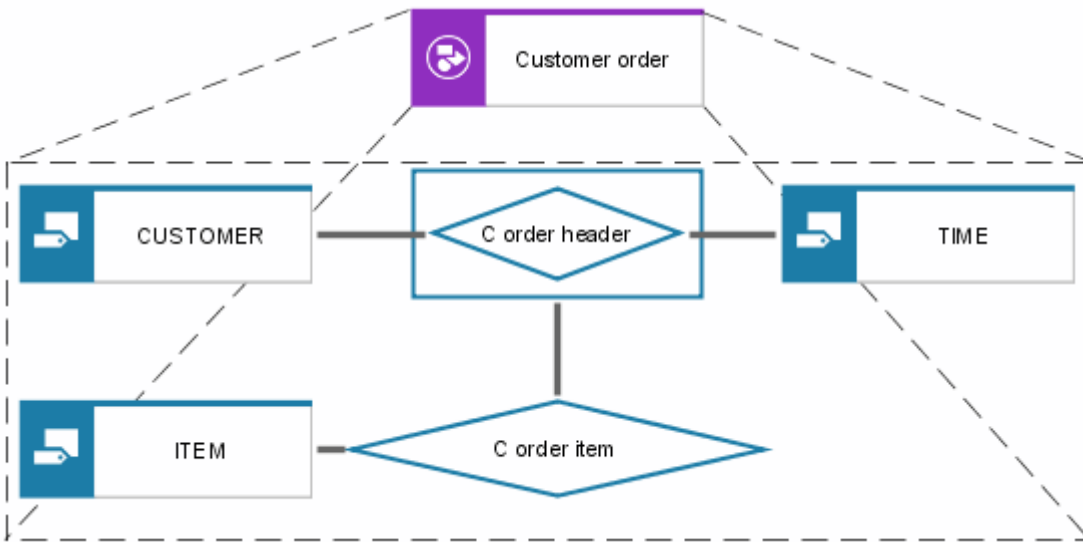 Customer order
CUSTOMER
C order header
TIME
ITEM
C order item